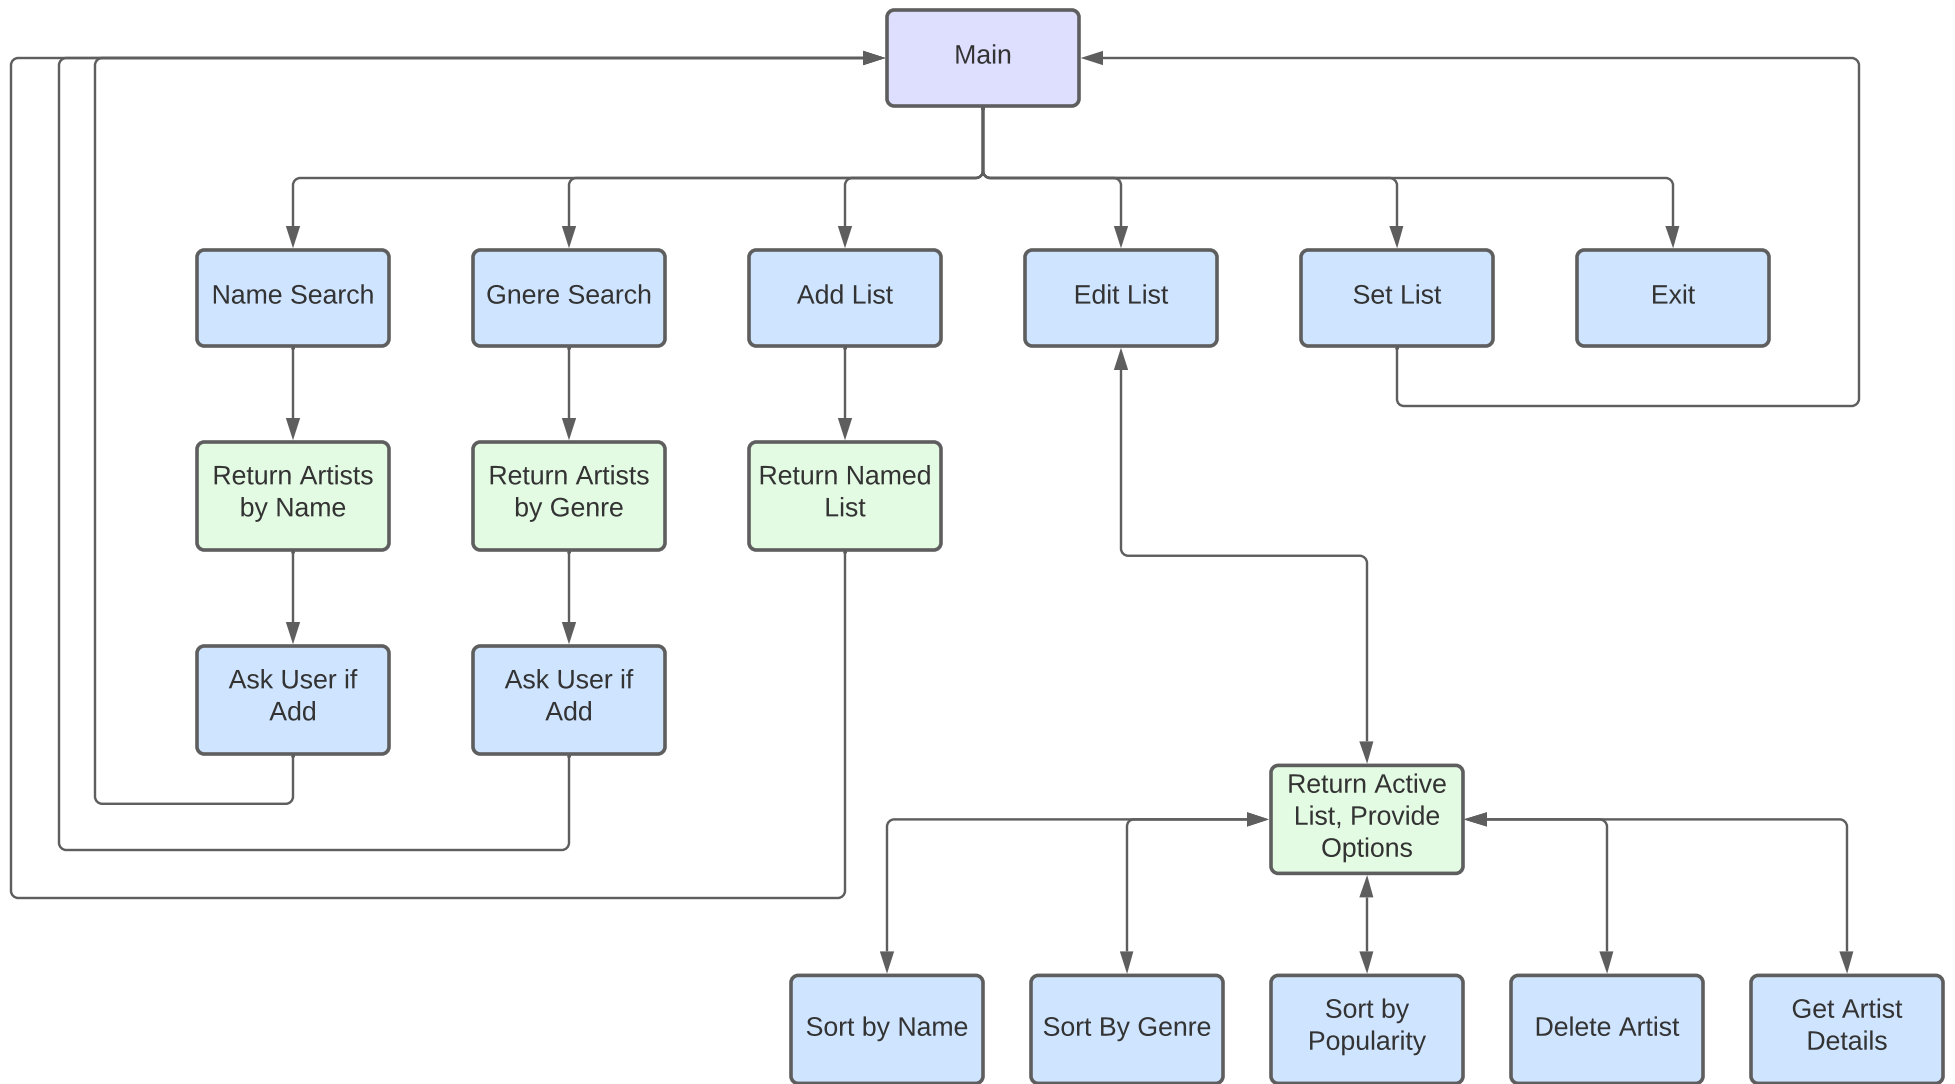 Main
Name Search
Gnere Search
Add List
Edit List
Set List
Exit
Return Artists
by Name
Return Artists
by Genre
Return Named
List
Ask User if
Add
Ask User if
Add
Return Active
List, Provide
Options
Sort by Name
Sort By Genre
Sort by
Popularity
Delete Artist
Get Artist
Details